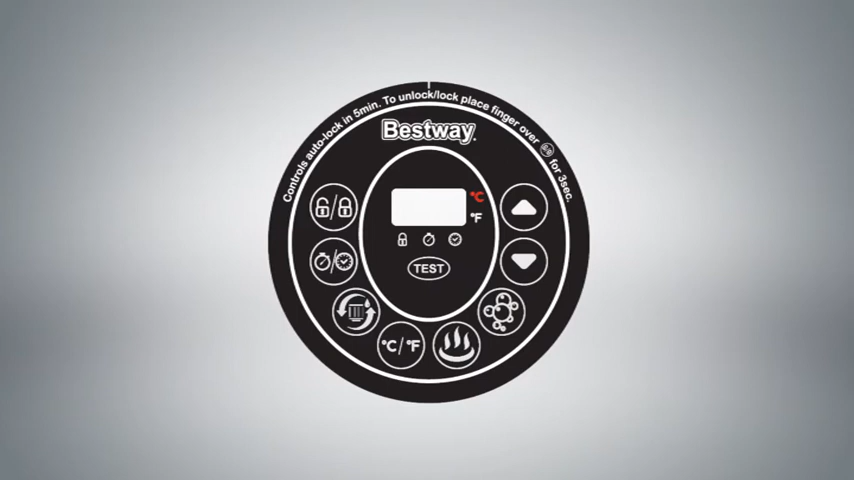 Controls auto-lock in 5min. To unlock/lock place finger over for 3sec.
Bestway
°C
°F
TEST
°C/°F